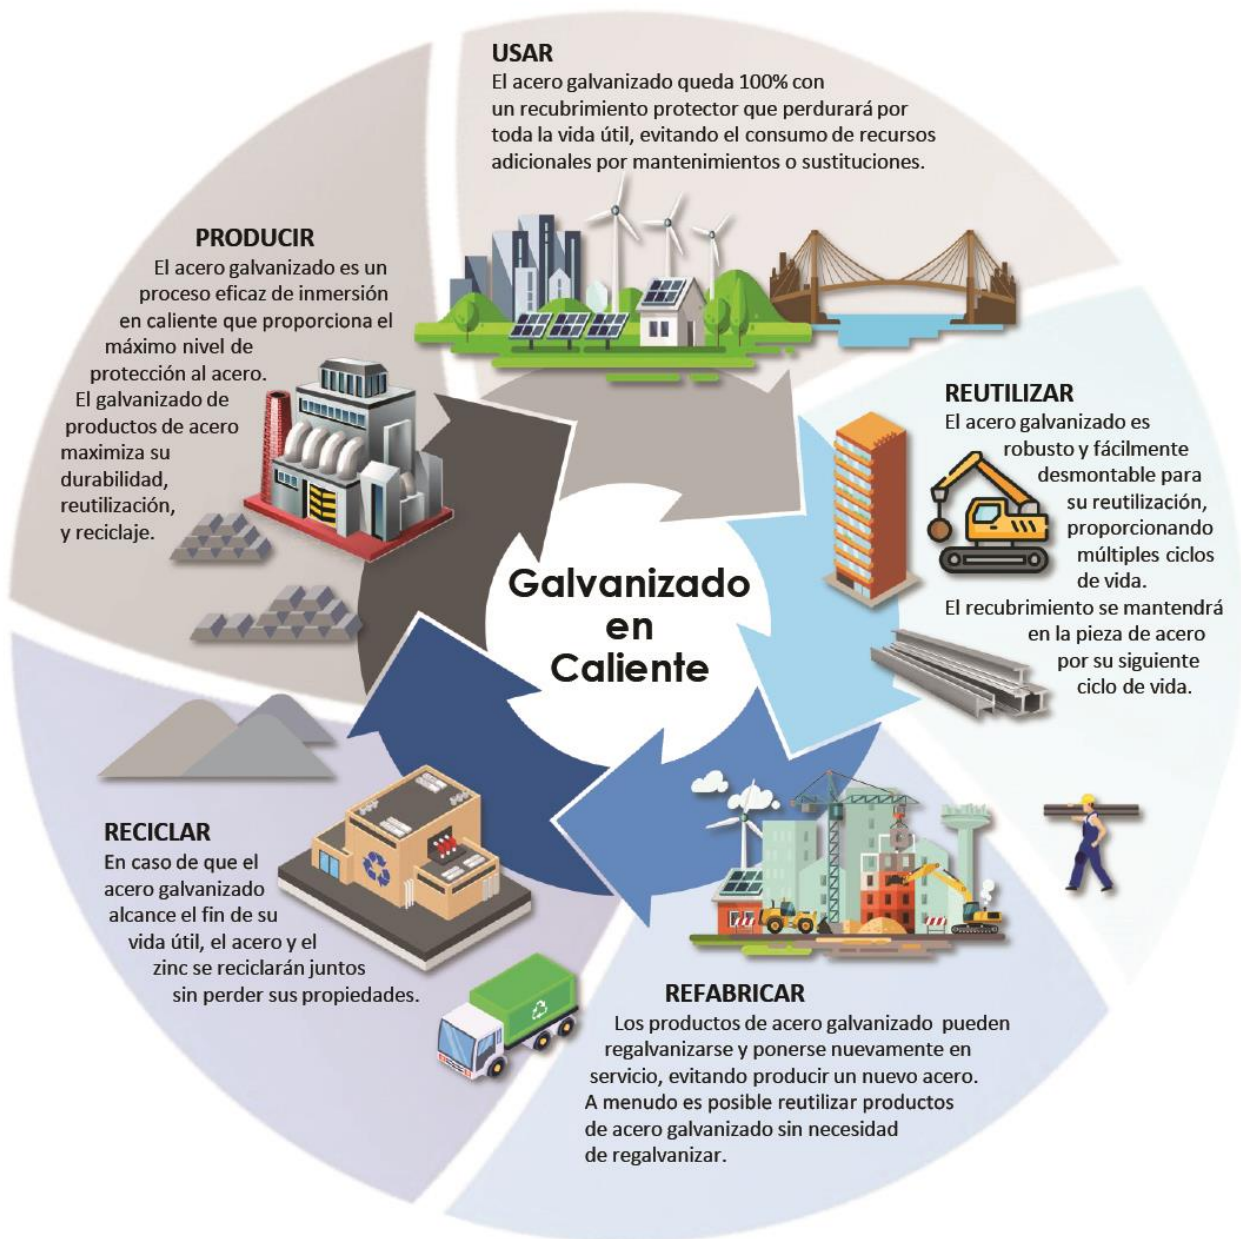 USAR
El acero galvanizado queda 100% con
un recubrimiento protector que perdurará por
toda la vida útil, evitando el consumo de recursos
adicionales por mantenimientos o sustituciones.
PRODUCIR
El acero galvanizado es un
proceso eficaz de inmersión
en caliente que proporciona el
máximo nivel de
protección al acero.
El galvanizado de
productos de acero
maximiza su
durabilidad,
reutilización,
y reciclaje.
REUTILIZAR
El acero galvanizado es
robusto y fácilmente
desmontable para
su reutilización,
proporcionando
múltiples ciclos
de vida.
El recubrimiento se mantendrá
en la pieza de acero
por su siguiente
ciclo de vida.
Galvanizado
en
Caliente
RECICLAR
En caso de que el
acero galvanizado
alcance el fin de su
vida útil, el acero y el
zinc se reciclarán juntos
sin perder sus propiedades.
REFABRICAR
Los productos de acero galvanizado pueden
regalvanizarse y ponerse nuevamente en
servicio, evitando producir un nuevo acero.
A menudo es posible reutilizar productos
de acero galvanizado sin necesidad
de regalvanizar.